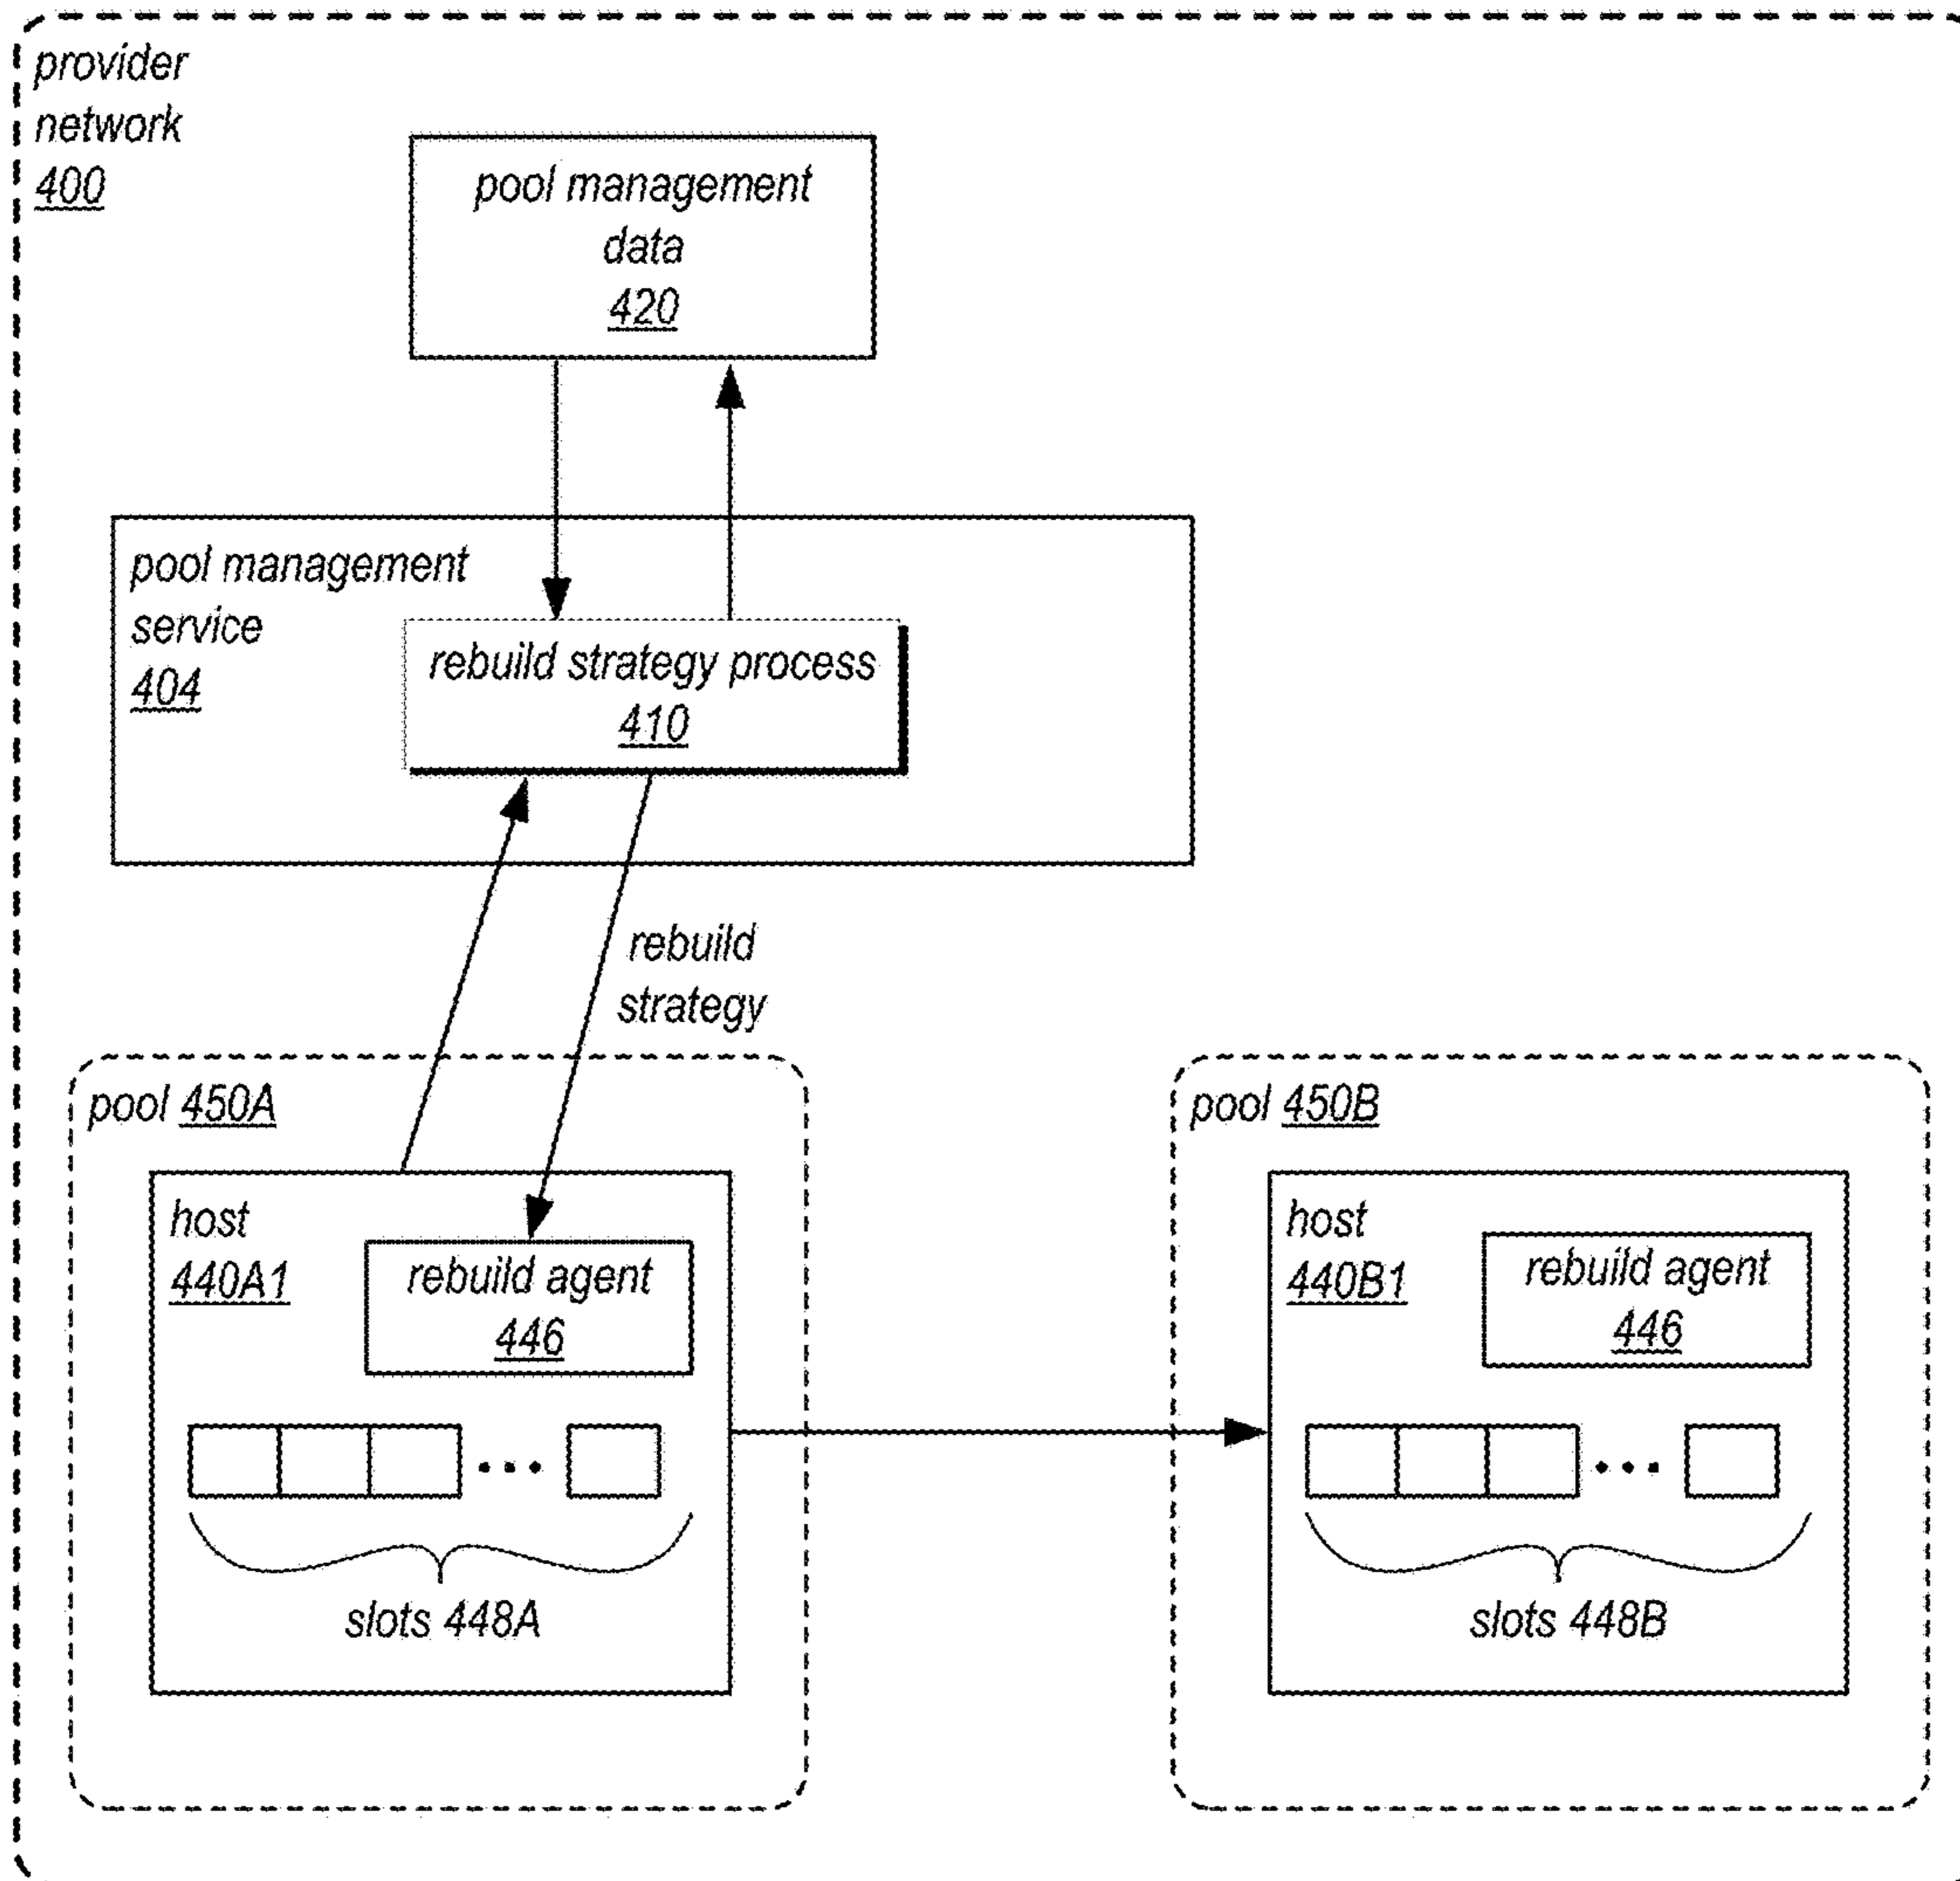 provider
network
400
pool management
data
420
pool management
service
404
rebuild strategy process
410
rebuild
strategy
pool 450A
host
440A1
rebuild agent
446
slots 448A
pool 450B
host
440B1
rebuild agent
446
slots 448B